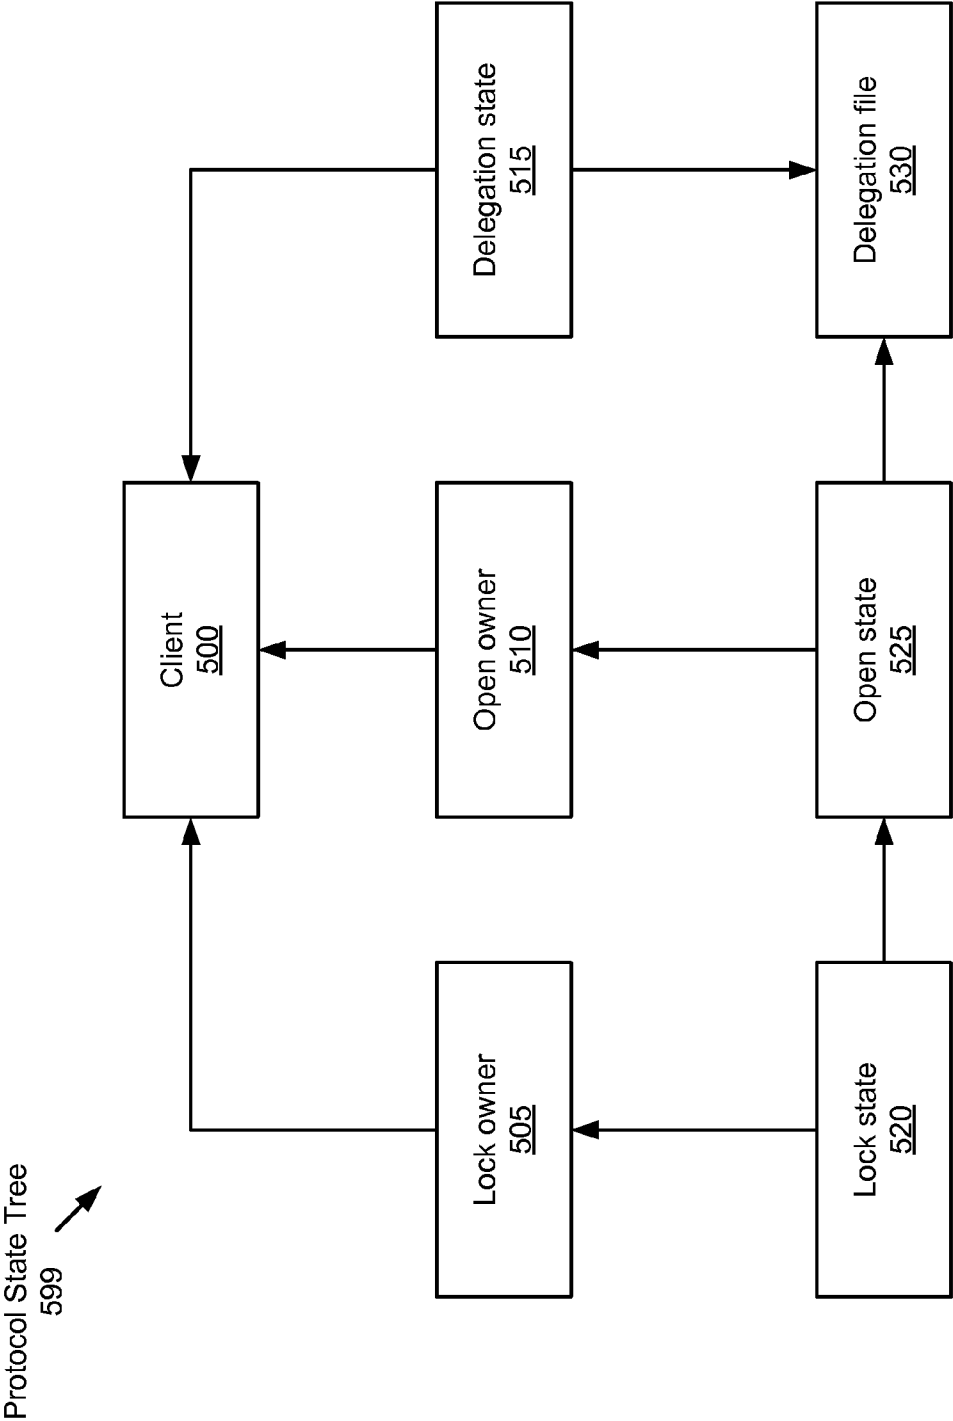 Protocol State Tree
599
Client
500
Lock owner
505
Open owner
510
Delegation state
515
Lock state
520
Open state
525
Delegation file
530